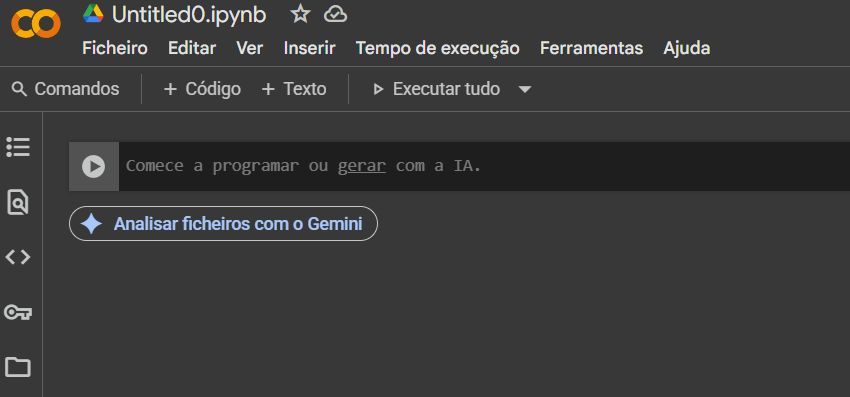 Untitled0.ipynb
Ficheiro Editar Ver Inserir Tempo de execução Ferramentas Ajuda
Comandos + Código + Texto Executar tudo
Comece a programar ou gerar com a IA.
Analisar ficheiros com o Gemini